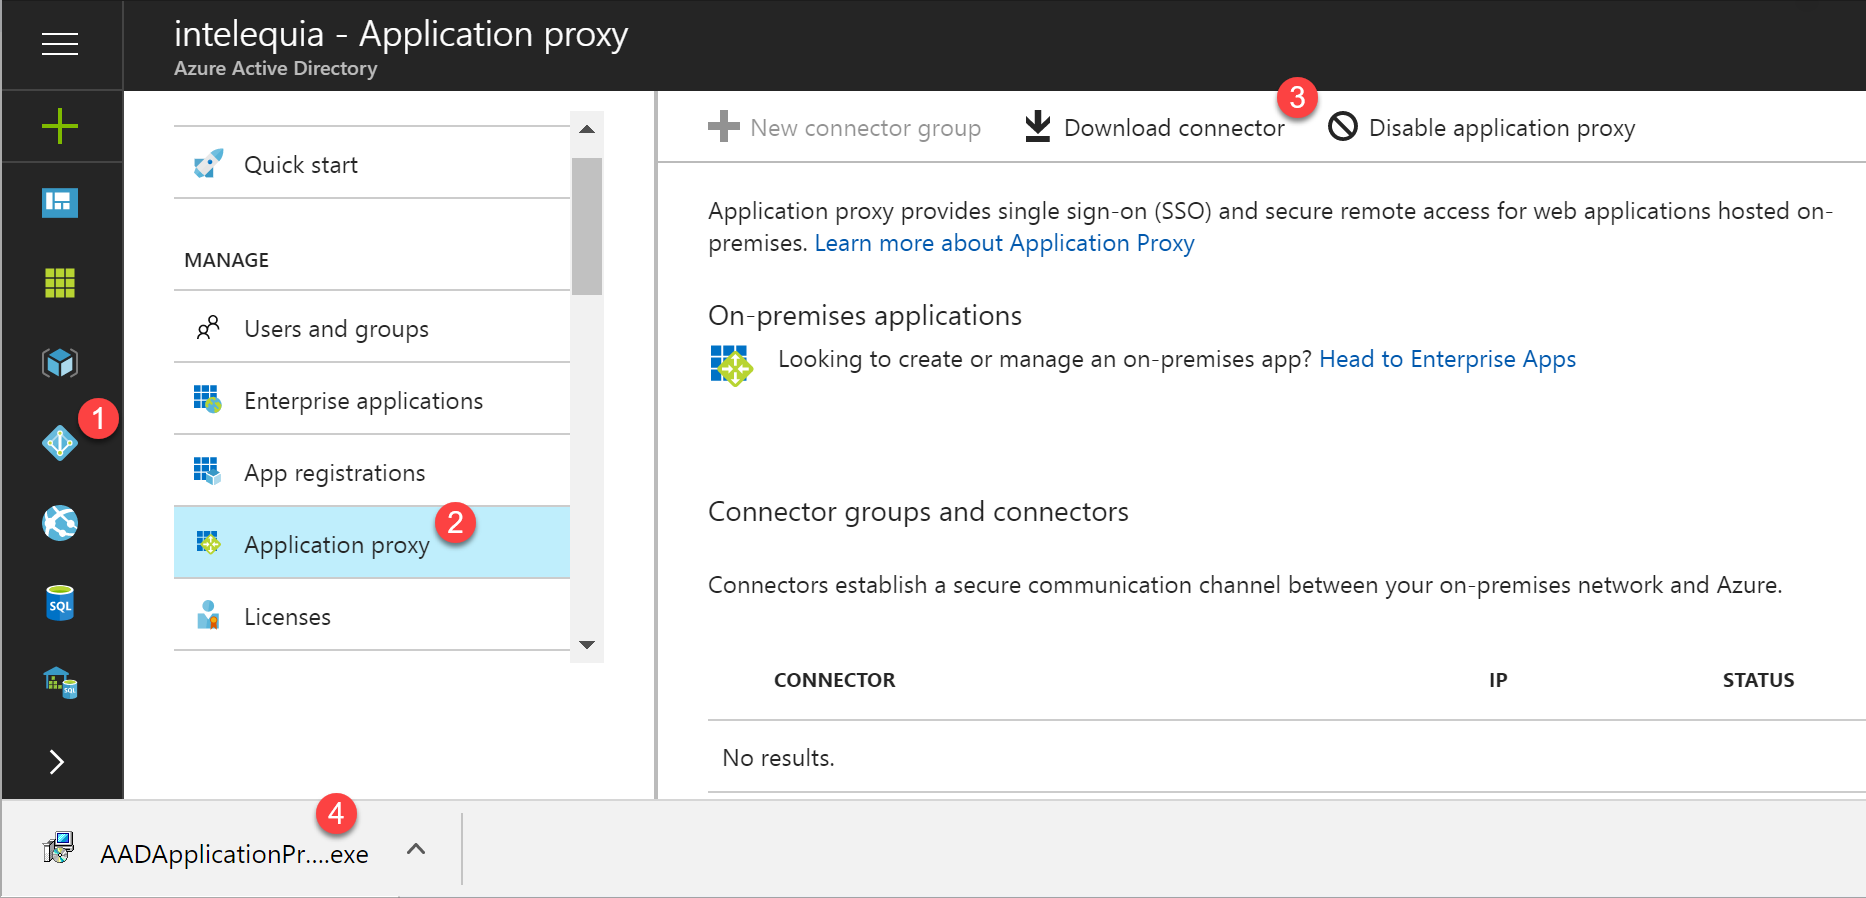 intelequia - Application proxy
Azure Active Directory
Quick start
MANAGE
Users and groups
Enterprise applications
App registrations
Application proxy
Licenses
1
2
New connector group
Download connector
3
Disable application proxy
Application proxy provides single sign-on (SSO) and secure remote access for web applications hosted on-
premises. Learn more about Application Proxy
On-premises applications
Looking to create or manage an on-premises app? Head to Enterprise Apps
Connector groups and connectors
Connectors establish a secure communication channel between your on-premises network and Azure.
CONNECTOR IP STATUS
No results.
SQL
SQL
4
AADApplicationPr....exe